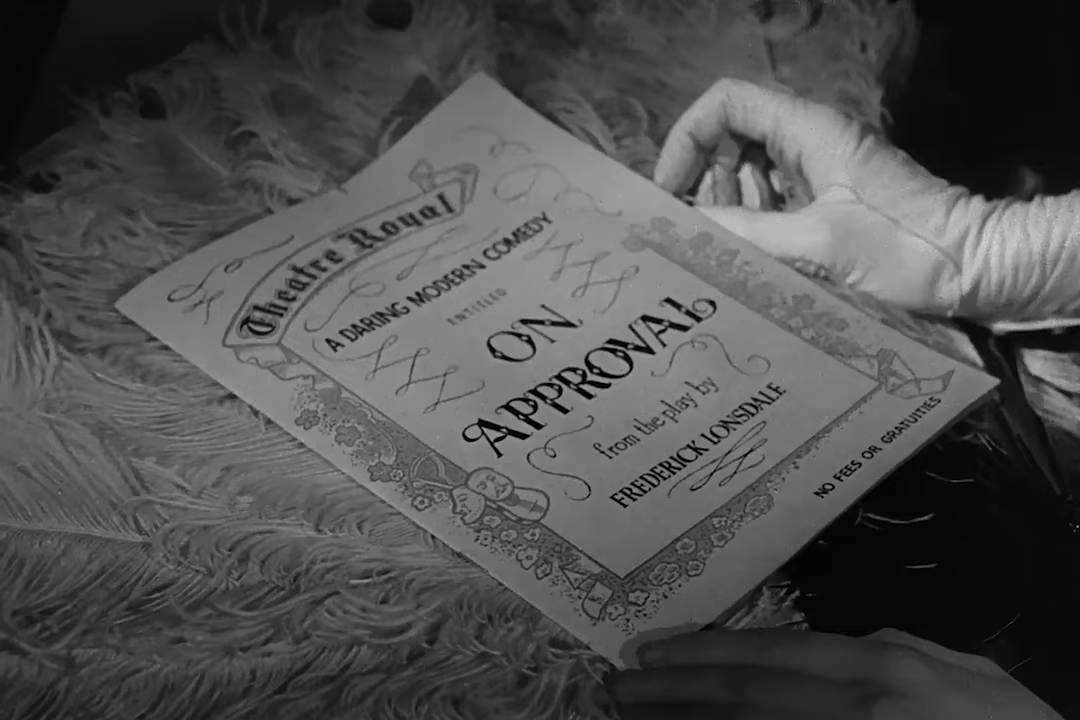 Theatre Royal
A DARING MODERN COMEDY
ENTITLED
ON
APPROVAL
from the play by
FREDERICK LONSDALE
NO FEES OR GRATUITIES